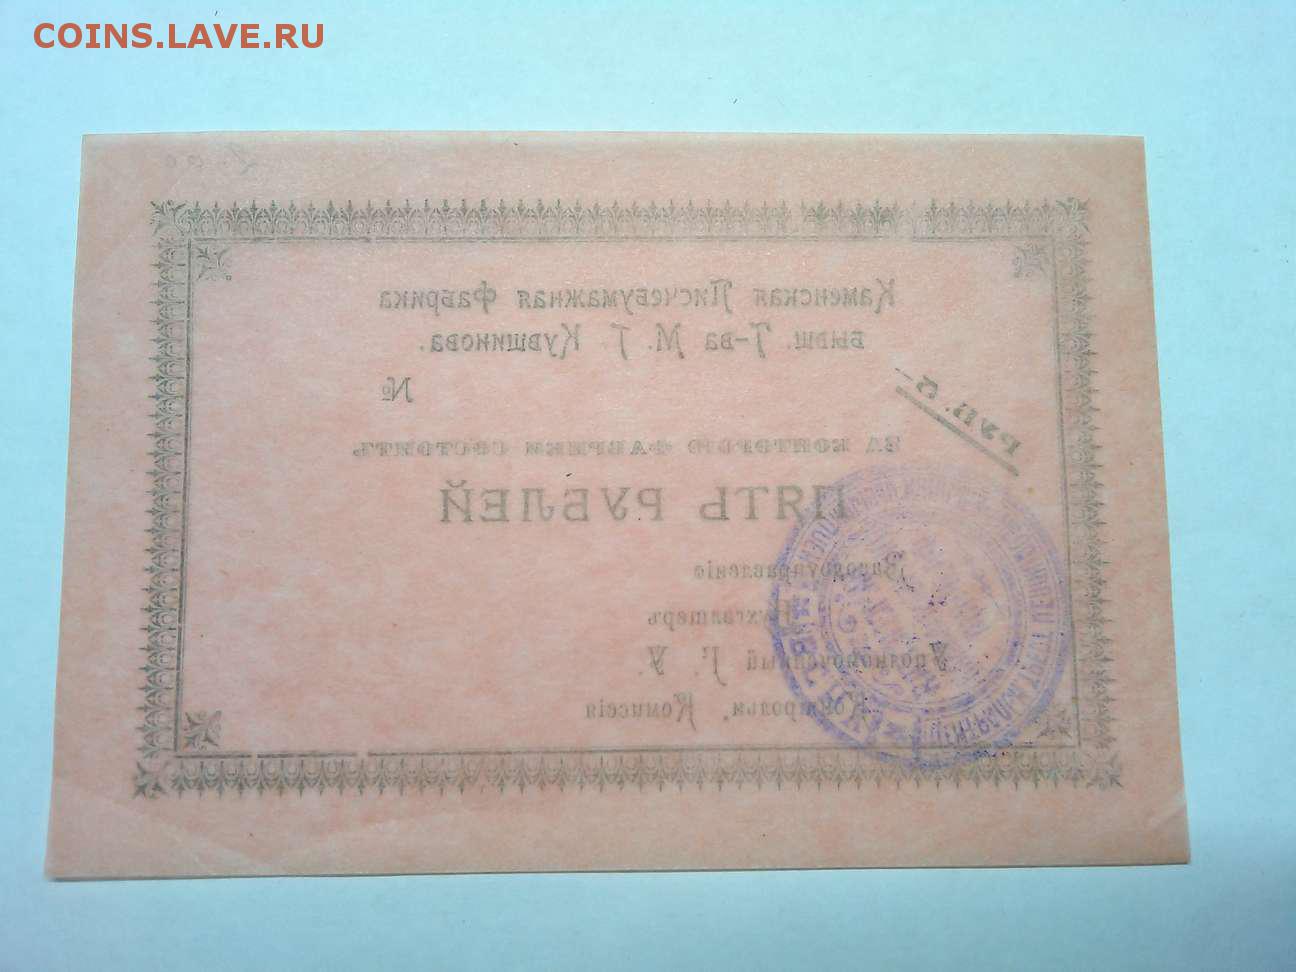 COINS.LAVE.RU
Каменская Писчебумажная Фабрика
бывш. Т-ва М. Г. Кувшинова.
№
РУБ. 5.
ЗА КОНТОРОЮ ФАБРИКИ СОСТОИТЪ
ПЯТЬ РУБЛЕЙ
Заводоуправленіе
Бухгалтеръ
Уполномоченный Р. У.
Контрольн. Комиссія